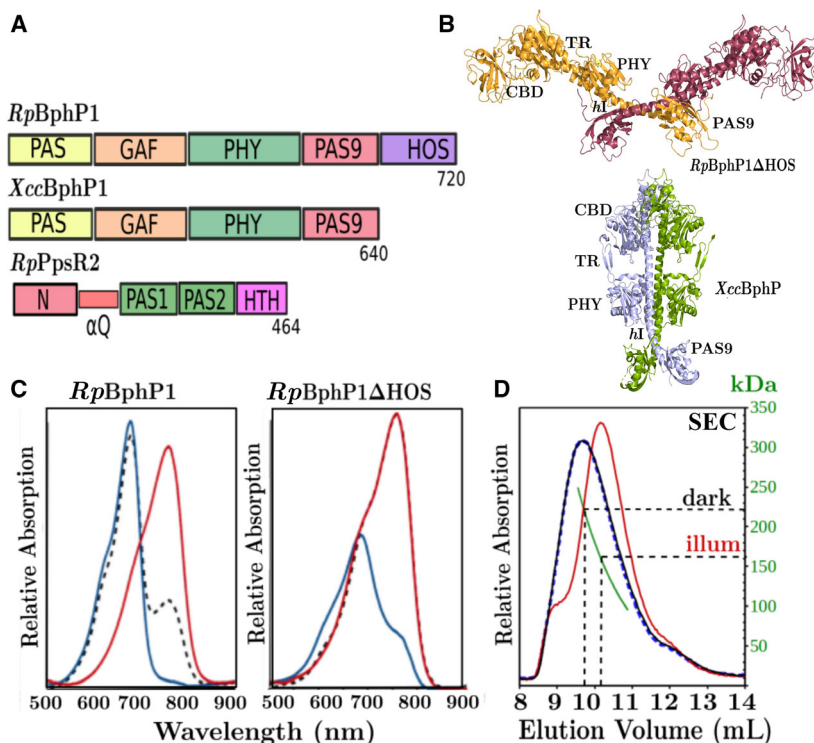 A
RpBphP1
PAS GAF PHY PAS9 HOS
720
XccBphP1
PAS GAF PHY PAS9
640
RpPpsR2
N PAS1 PAS2 HTH
αQ 464
B
TR
PHY
CBD
hI
PAS9
RpBphP1ΔHOS
CBD
TR
XccBphP
PHY
hI
PAS9
C
RpBphP1 RpBphP1ΔHOS
Relative Absorption Relative Absorption
500 600 700 800 900 500 600 700 800 900
Wavelength (nm)
D
kDa
SEC
Relative Absorption
dark
illum
350
300
250
200
150
100
50
8 9 10 11 12 13 14
Elution Volume (mL)